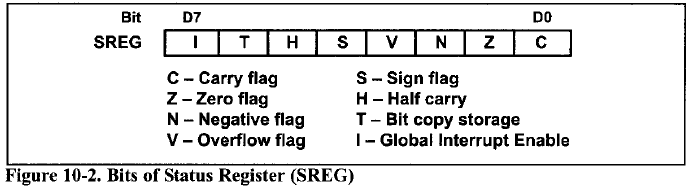 Bit D7 D0
SREG I T H S V N Z C
C – Carry flag S – Sign flag
Z – Zero flag H – Half carry
N – Negative flag T – Bit copy storage
V – Overflow flag I – Global Interrupt Enable
Figure 10-2. Bits of Status Register (SREG)